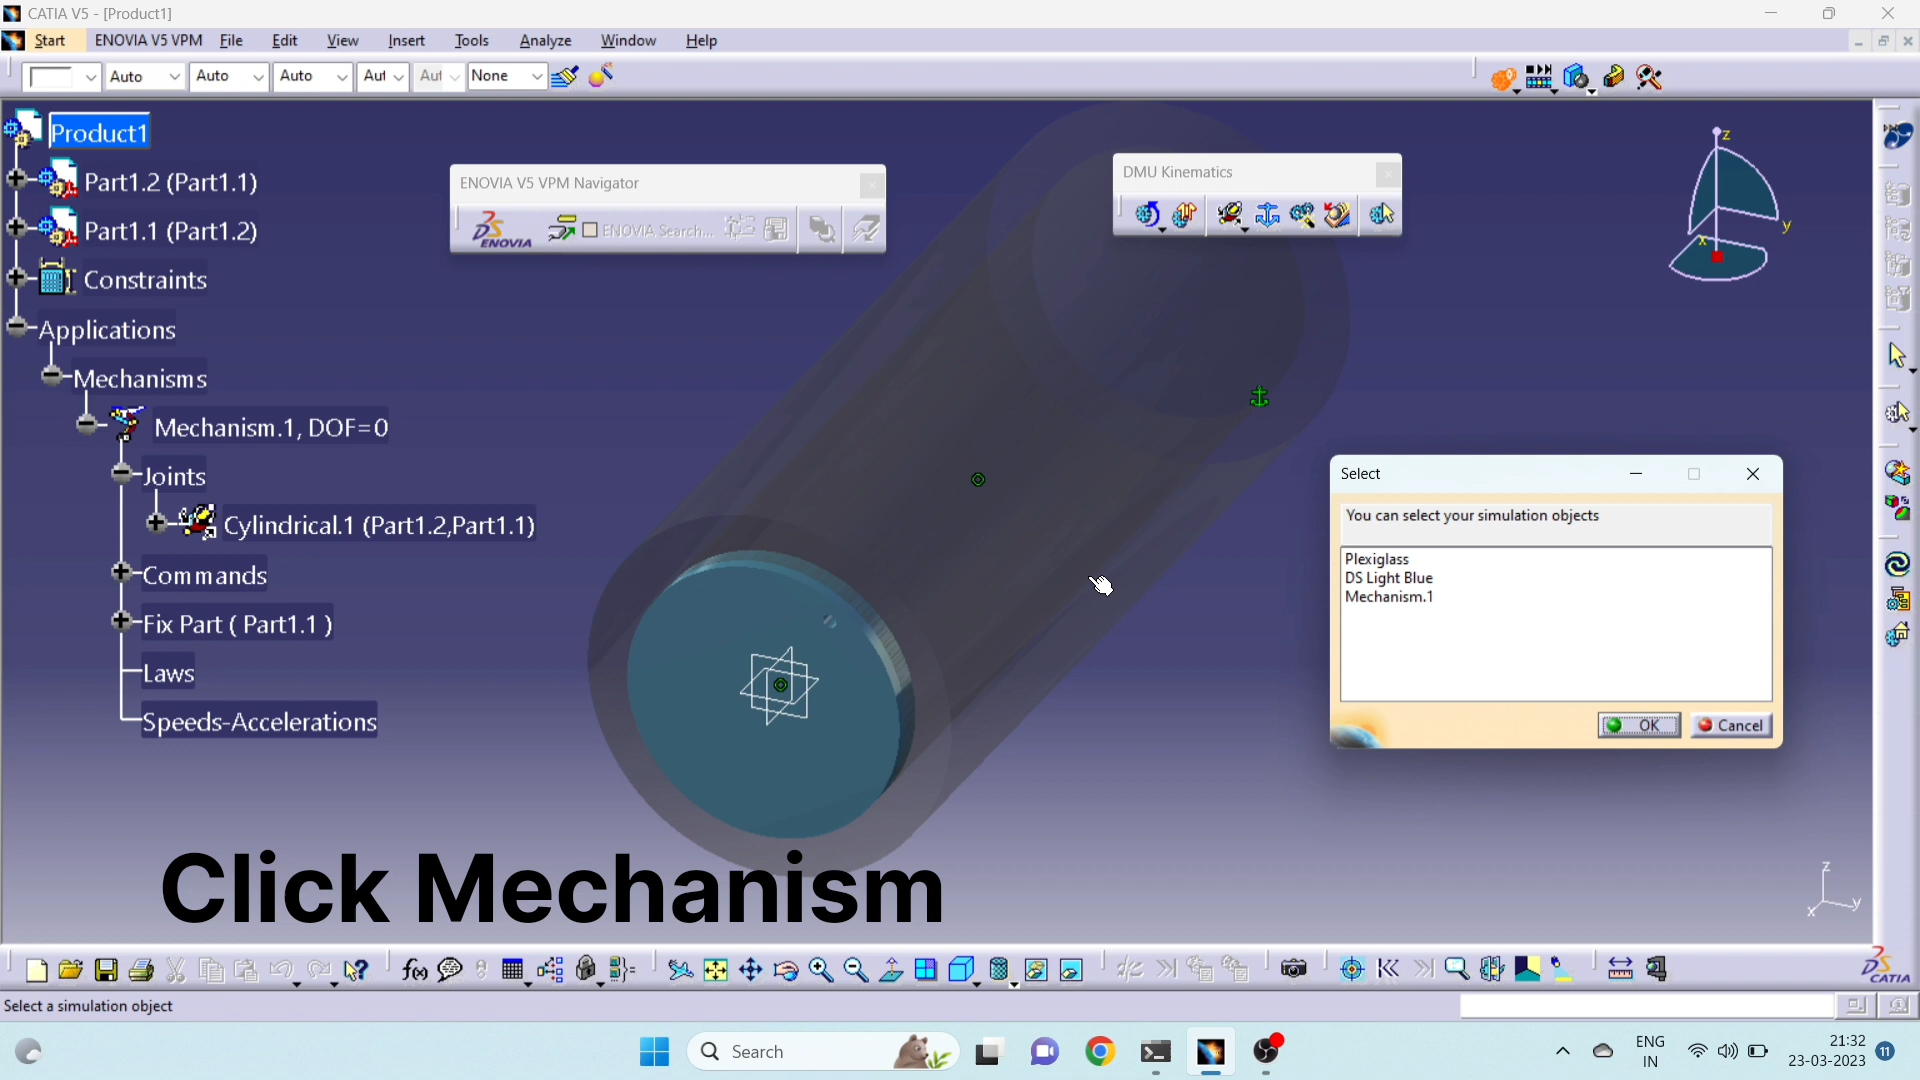 CATIA V5 - [Product1]
Start ENOVIA V5 VPM File Edit View Insert Tools Analyze Window Help
Auto Auto Auto Aut Aut None
Product1
Part1.2 (Part1.1)
Part1.1 (Part1.2)
Constraints
Applications
Mechanisms
Mechanism.1, DOF=0
Joints
Cylindrical.1 (Part1.2,Part1.1)
Commands
Fix Part ( Part1.1 )
Laws
Speeds-Accelerations
ENOVIA V5 VPM Navigator
ENOVIA
ENOVIA Search...
DMU Kinematics
z
y
x
Select
You can select your simulation objects
Plexiglass
DS Light Blue
Mechanism.1
OK Cancel
Click Mechanism
z
y
x
f(x)
CATIA
Select a simulation object
Search
ENG
IN
21:32
23-03-2023
11